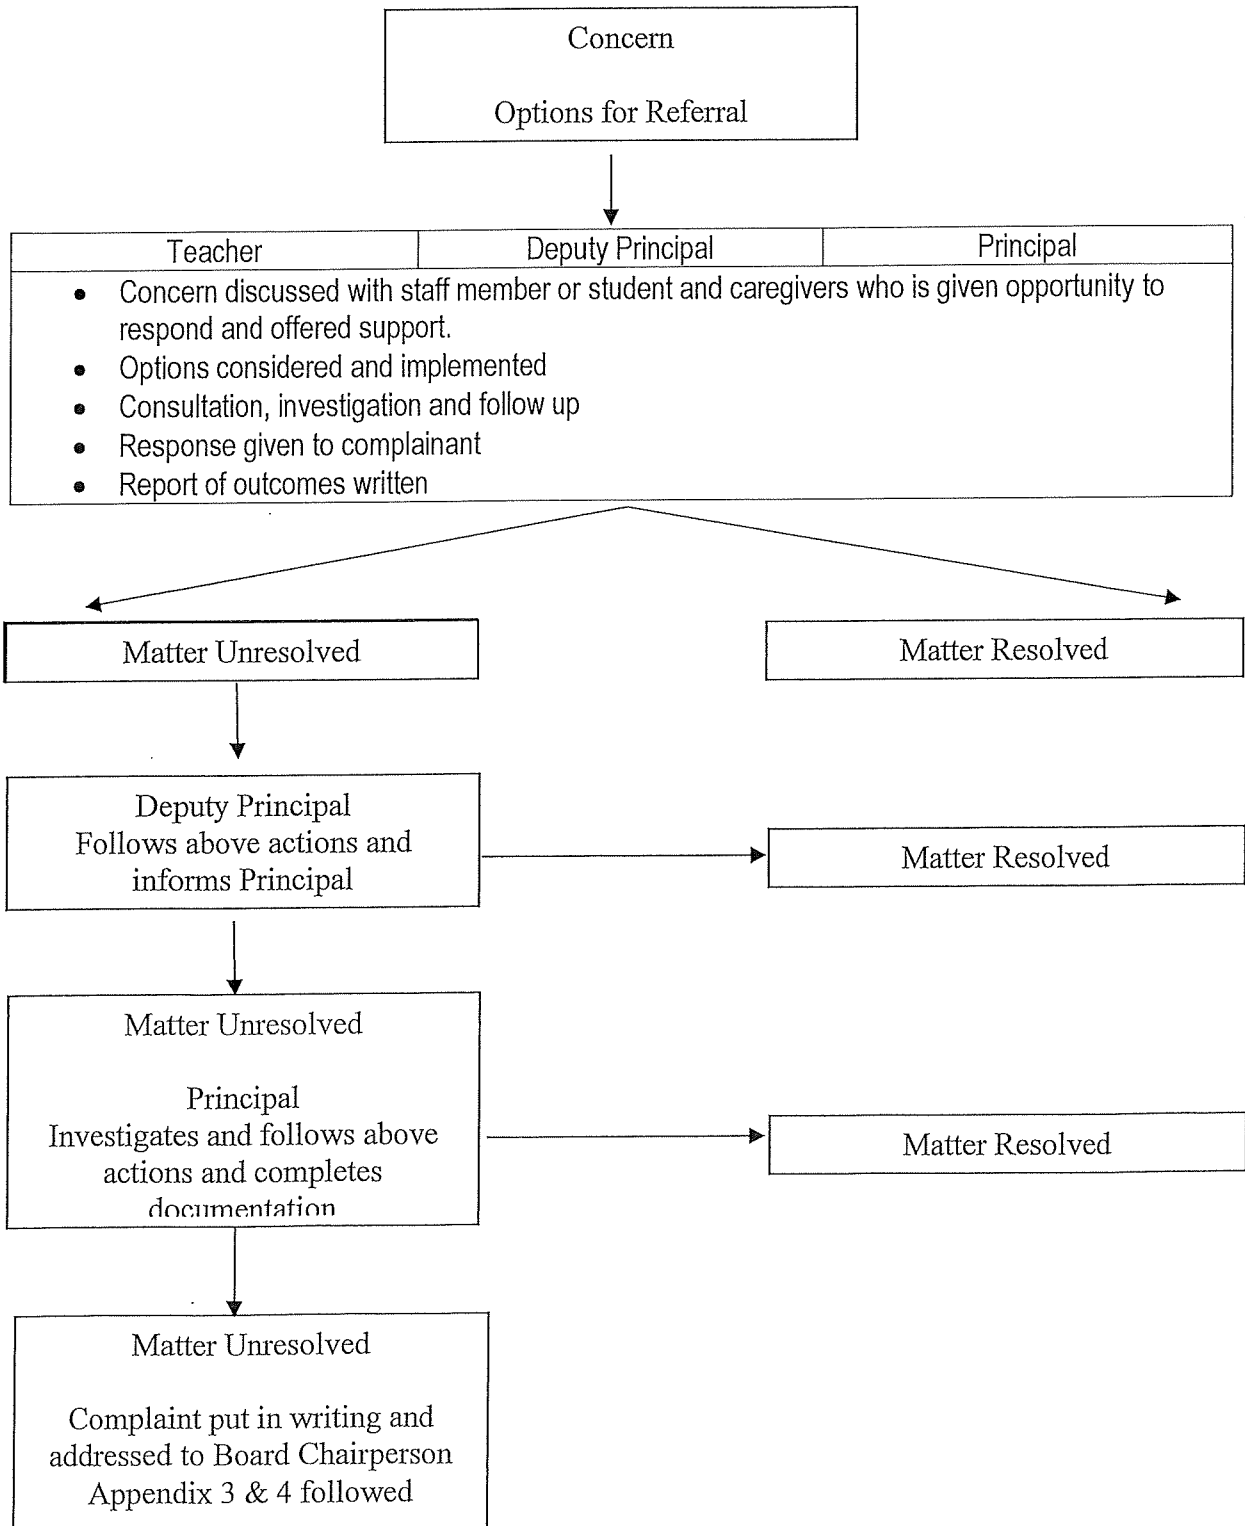 Concern
Options for Referral
Teacher Deputy Principal Principal
• Concern discussed with staff member or student and caregivers who is given opportunity to
respond and offered support.
• Options considered and implemented
• Consultation, investigation and follow up
• Response given to complainant
• Report of outcomes written
Matter Unresolved
Matter Resolved
Deputy Principal
Follows above actions and
informs Principal
Matter Resolved
Matter Unresolved
Principal
Investigates and follows above
actions and completes
documentation
Matter Resolved
Matter Unresolved
Complaint put in writing and
addressed to Board Chairperson
Appendix 3 & 4 followed